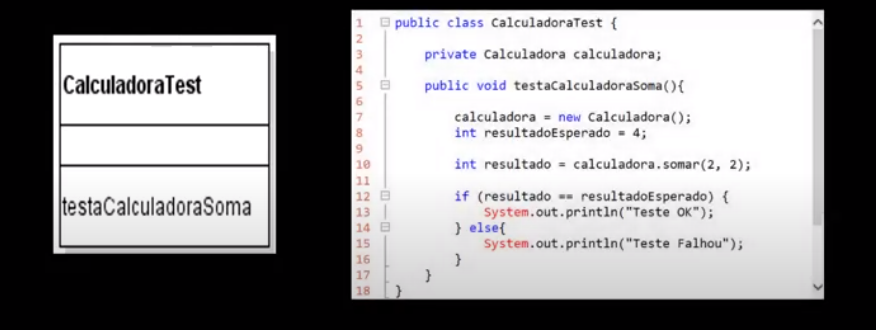 CalculadoraTest
testaCalculadoraSoma
1 public class CalculadoraTest {
2
3 private Calculadora calculadora;
4
5 public void testaCalculadoraSoma(){
6
7 calculadora = new Calculadora();
8 int resultadoEsperado = 4;
9
10 int resultado = calculadora.somar(2, 2);
11
12 if (resultado == resultadoEsperado) {
13 System.out.println("Teste OK");
14 } else{
15 System.out.println("Teste Falhou");
16 }
17 }
18 }